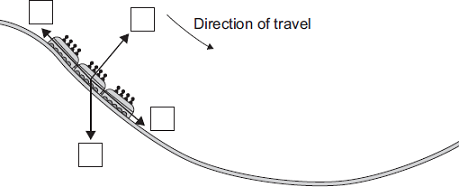 Direction of travel